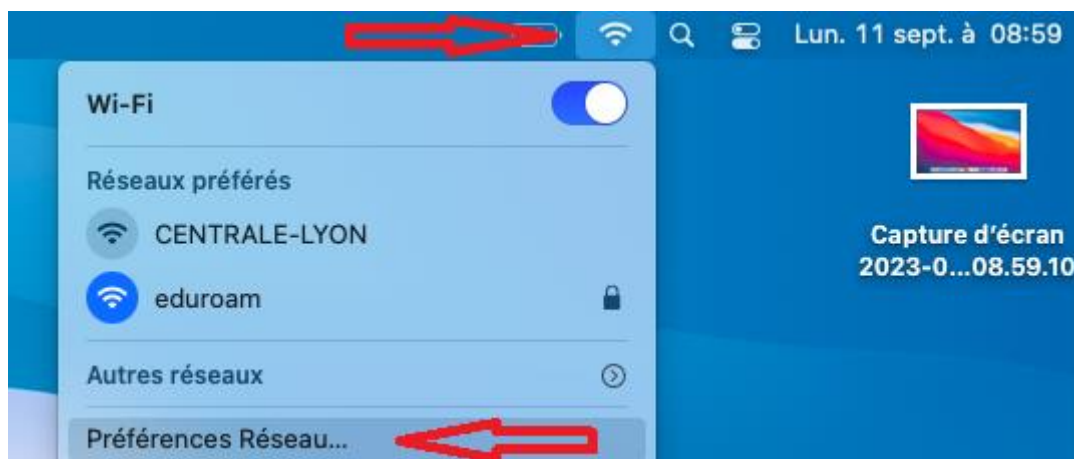 Lun. 11 sept. à 08:59
Wi-Fi
Réseaux préférés
CENTRALE-LYON
eduroam
Autres réseaux
Préférences Réseau...
Capture d’écran
2023-0...08.59.10